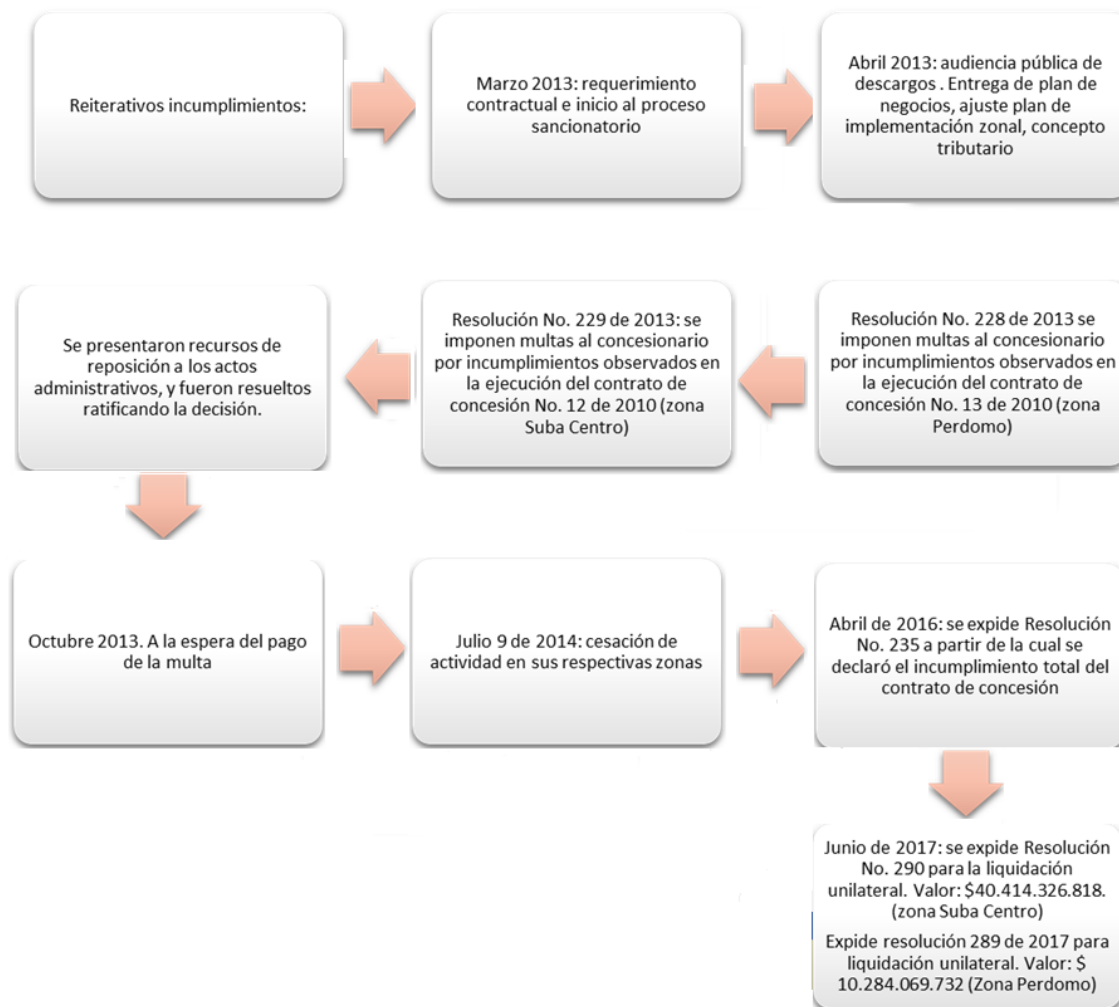 Reiterativos incumplimientos:
Marzo 2013: requerimiento
contractual e inicio al proceso
sancionatorio
Abril 2013: audiencia pública de
descargos . Entrega de plan de
negocios, ajuste plan de
implementación zonal, concepto
tributario
Resolución No. 228 de 2013 se
imponen multas al concesionario
por incumplimientos observados en
la ejecución del contrato de
concesión No. 13 de 2010 (zona
Perdomo)
Resolución No. 229 de 2013: se
imponen multas al concesionario
por incumplimientos observados en
la ejecución del contrato de
concesión No. 12 de 2010 (zona
Suba Centro)
Se presentaron recursos de
reposición a los actos
administrativos, y fueron resueltos
ratificando la decisión.
Octubre 2013. A la espera del pago
de la multa
Julio 9 de 2014: cesación de
actividad en sus respectivas zonas
Abril de 2016: se expide Resolución
No. 235 a partir de la cual se
declaró el incumplimiento total del
contrato de concesión
Junio de 2017: se expide Resolución
No. 290 para la liquidación
unilateral. Valor: $40.414.326.818.
(zona Suba Centro)
Expide resolución 289 de 2017 para
liquidación unilateral. Valor: $
10.284.069.732 (Zona Perdomo)